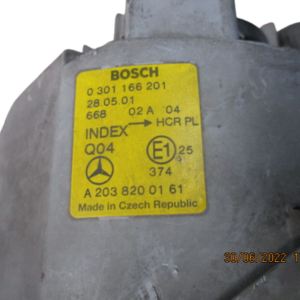 BOSCH
0 301 166 201
28.05.01
668 02 A 04
INDEX → HCR PL
Q04 E1 25
374
A 203 820 01 61
Made in Czech Republic
30/06 2022 1